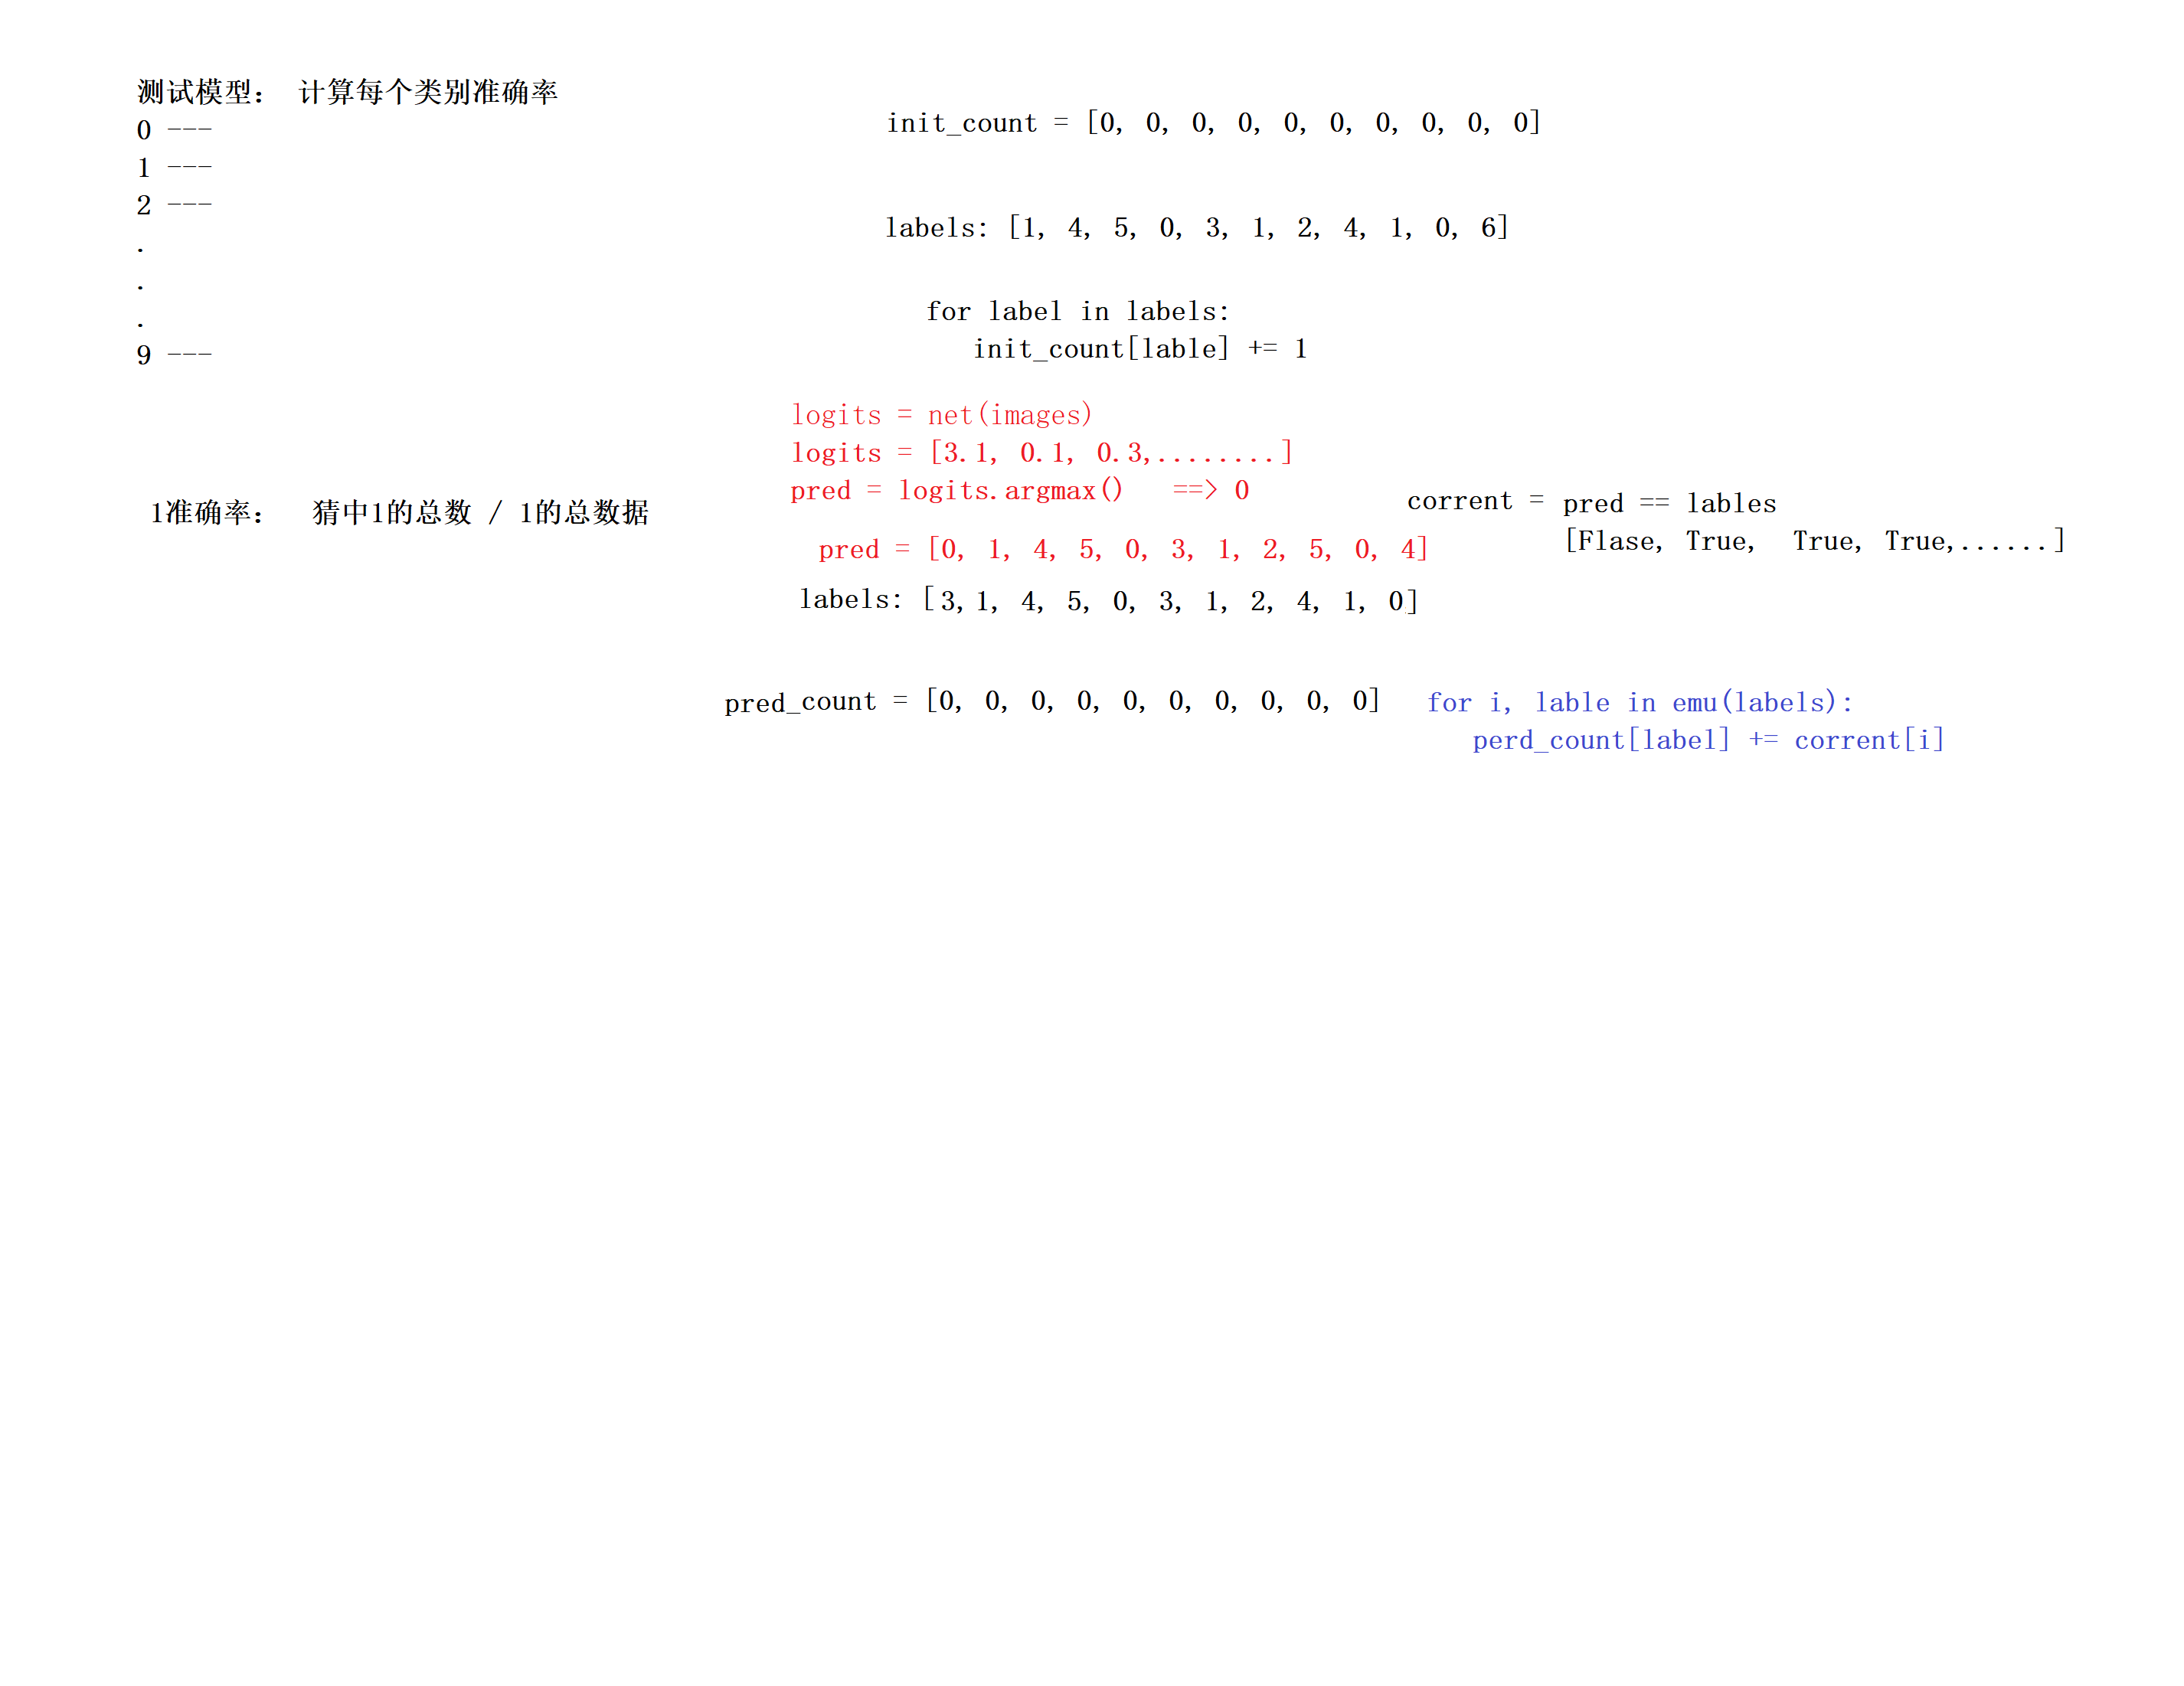 测试模型： 计算每个类别准确率
0 ---
1 ---
2 ---
.
.
.
9 ---
1准确率： 猜中1的总数 / 1的总数据
init_count = [0, 0, 0, 0, 0, 0, 0, 0, 0, 0]
labels: [1, 4, 5, 0, 3, 1, 2, 4, 1, 0, 6]
for label in labels:
init_count[lable] += 1
logits = net(images)
logits = [3.1, 0.1, 0.3,........]
pred = logits.argmax() ==> 0
pred = [0, 1, 4, 5, 0, 3, 1, 2, 5, 0, 4]
labels: [3, 1, 4, 5, 0, 3, 1, 2, 4, 1, 0]
corrent = pred == lables
[Flase, True, True, True,......]
pred_count = [0, 0, 0, 0, 0, 0, 0, 0, 0, 0]
for i, lable in emu(labels):
perd_count[label] += corrent[i]